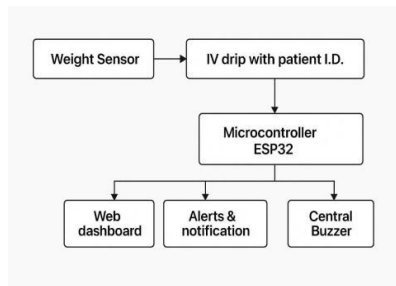 Weight Sensor
IV drip with patient I.D.
Microcontroller
ESP32
Web
dashboard
Alerts &
notification
Central
Buzzer